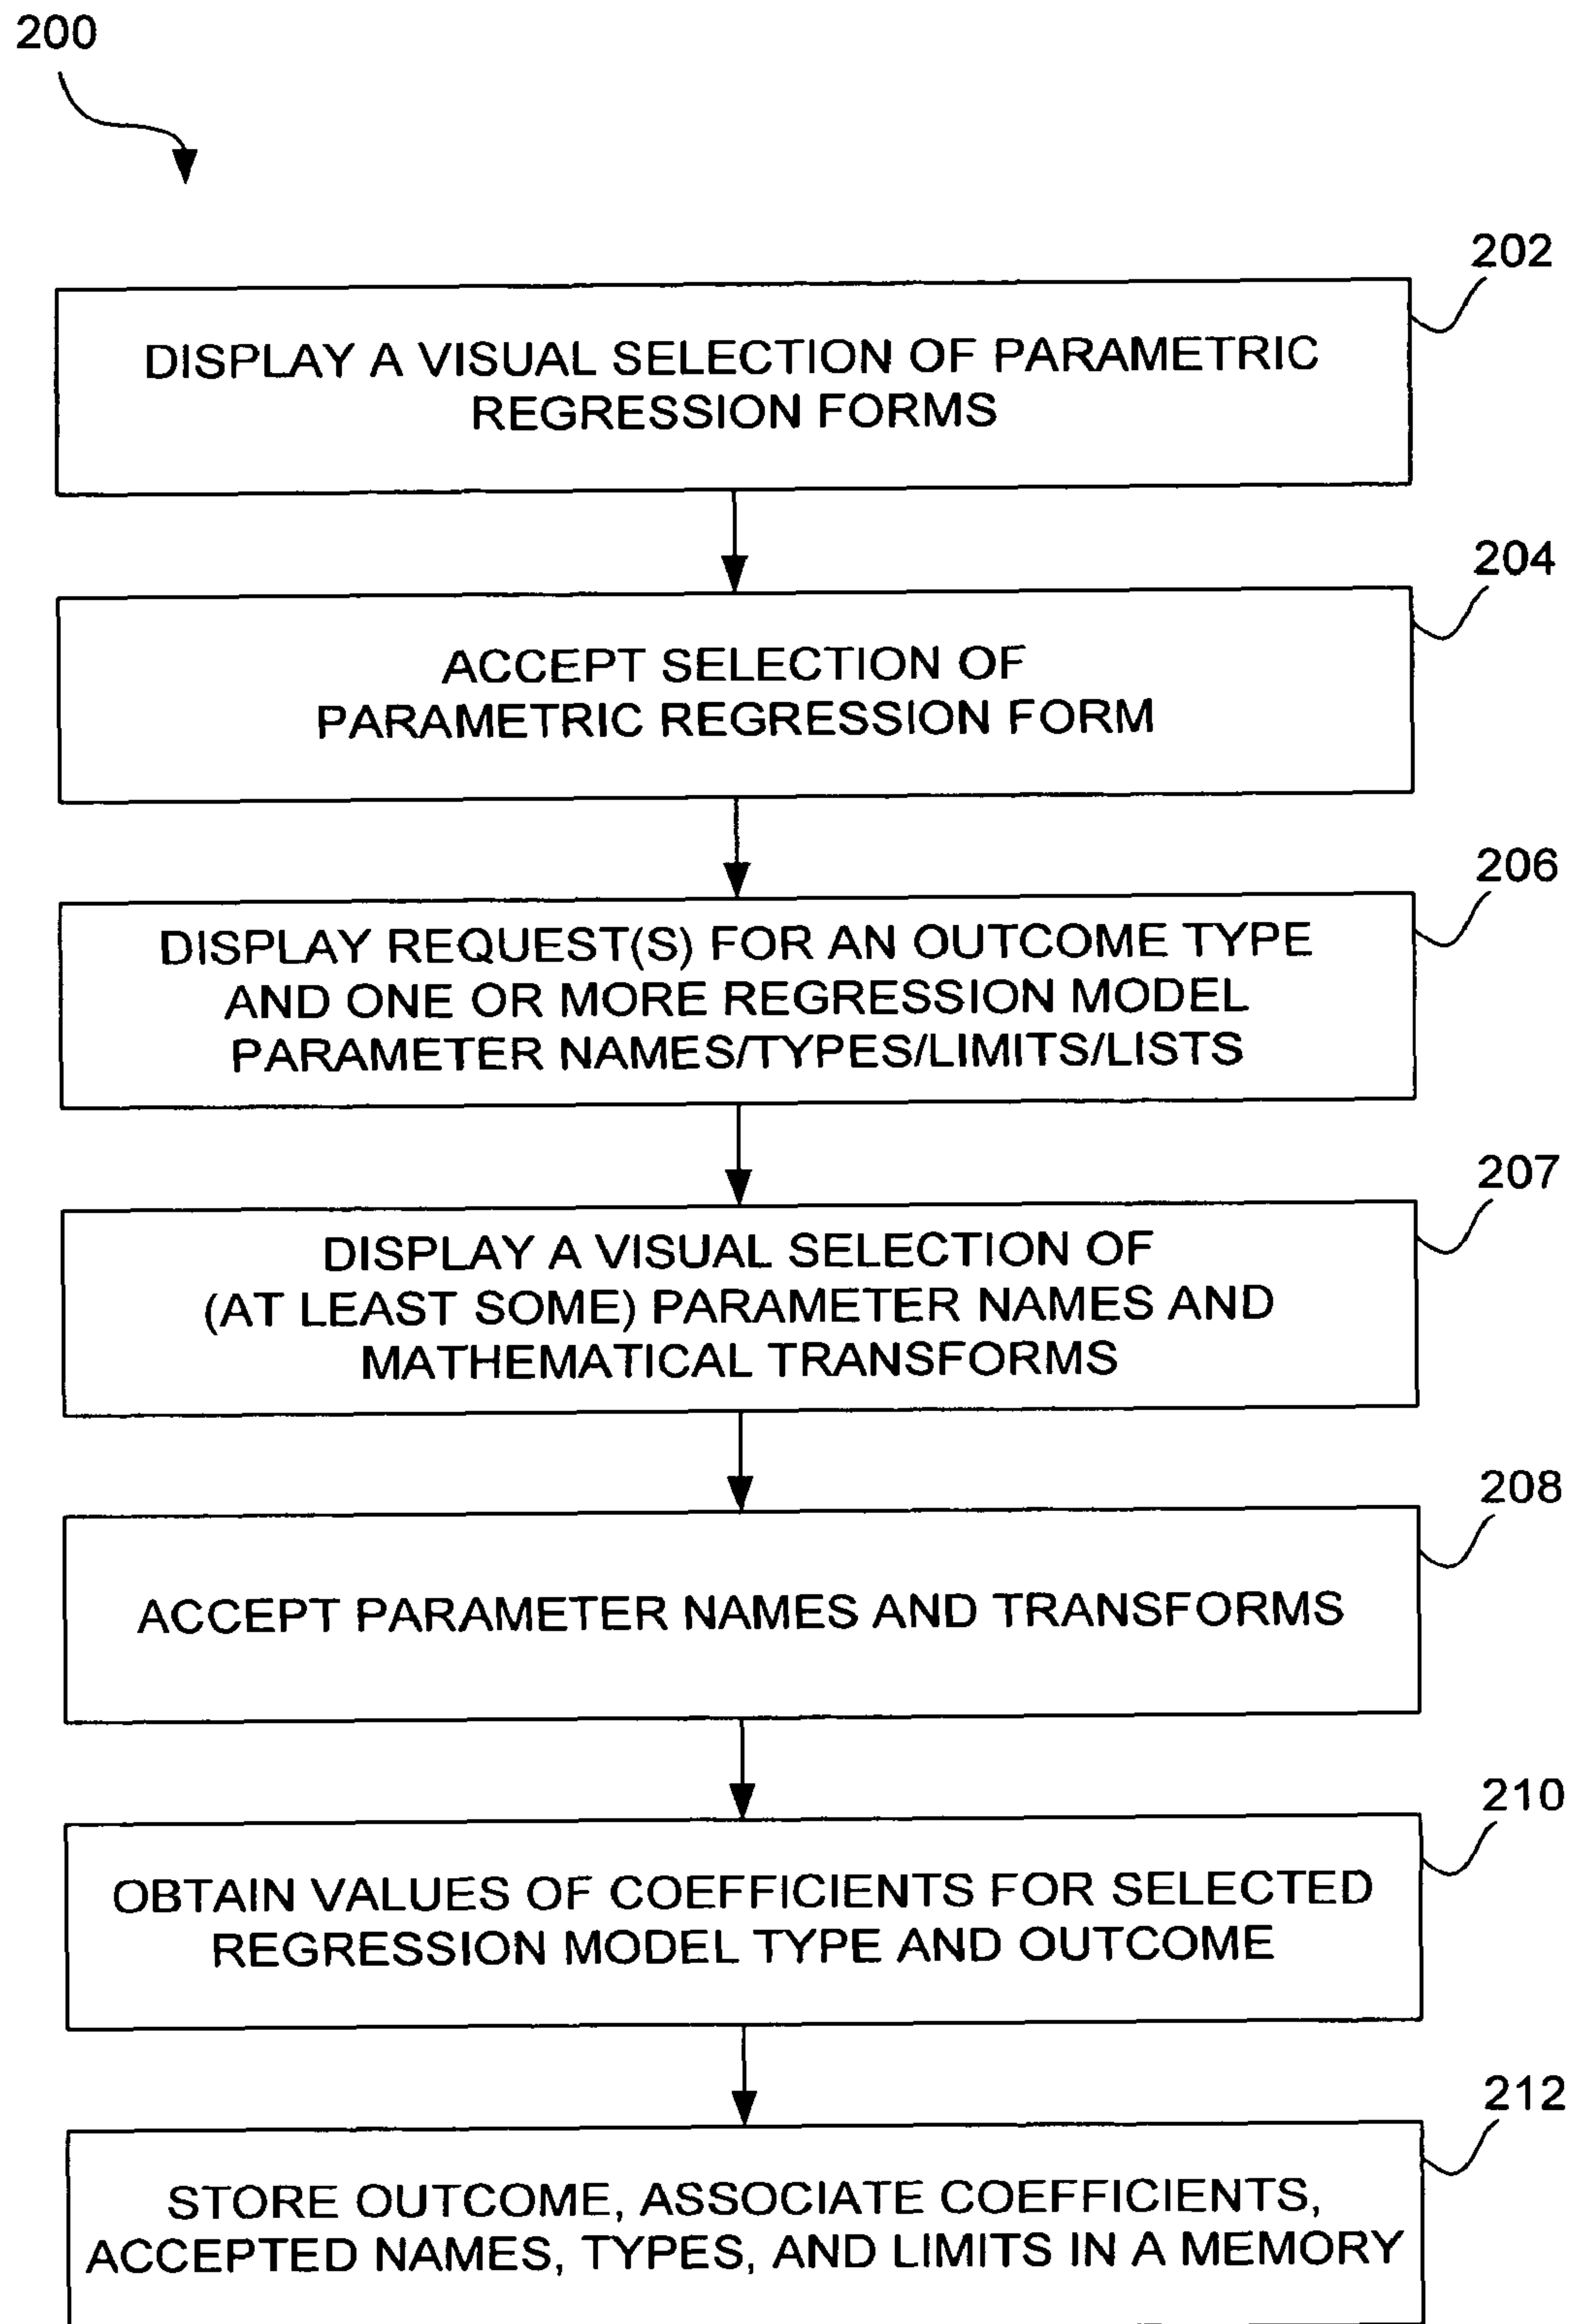 200
202
DISPLAY A VISUAL SELECTION OF PARAMETRIC
REGRESSION FORMS
204
ACCEPT SELECTION OF
PARAMETRIC REGRESSION FORM
206
DISPLAY REQUEST(S) FOR AN OUTCOME TYPE
AND ONE OR MORE REGRESSION MODEL
PARAMETER NAMES/TYPES/LIMITS/LISTS
207
DISPLAY A VISUAL SELECTION OF
(AT LEAST SOME) PARAMETER NAMES AND
MATHEMATICAL TRANSFORMS
208
ACCEPT PARAMETER NAMES AND TRANSFORMS
210
OBTAIN VALUES OF COEFFICIENTS FOR SELECTED
REGRESSION MODEL TYPE AND OUTCOME
212
STORE OUTCOME, ASSOCIATE COEFFICIENTS,
ACCEPTED NAMES, TYPES, AND LIMITS IN A MEMORY